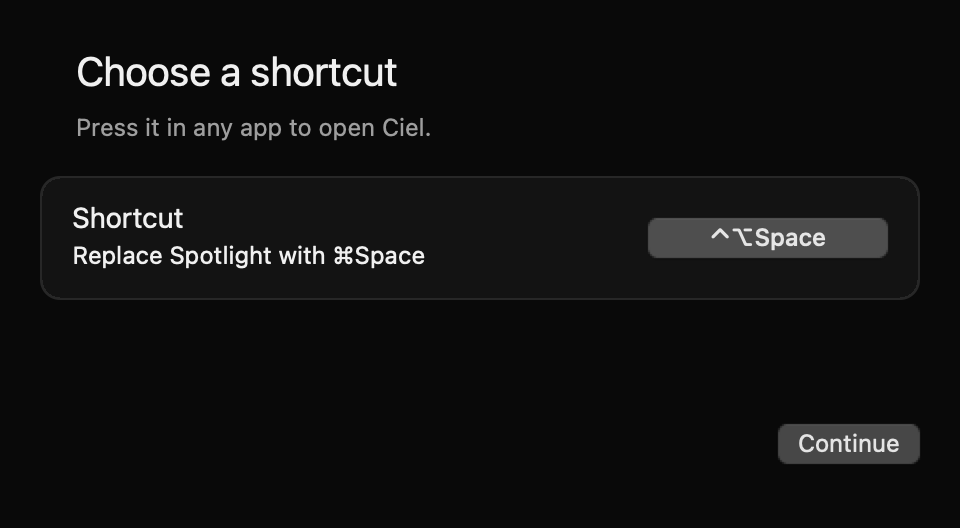 Choose a shortcut
Press it in any app to open Ciel.
Shortcut
Replace Spotlight with ⌘Space
^⌥Space
Continue